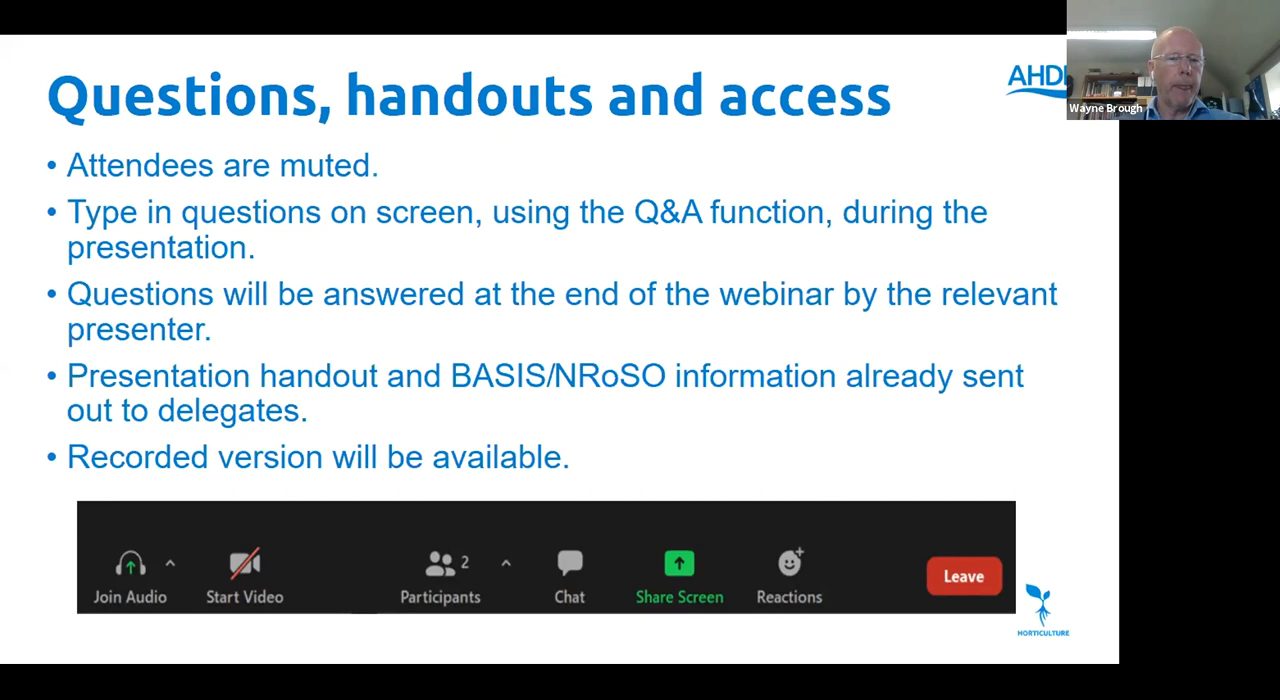 Questions, handouts and access
AHD
Wayne Brough
• Attendees are muted.
• Type in questions on screen, using the Q&A function, during the
presentation.
• Questions will be answered at the end of the webinar by the relevant
presenter.
• Presentation handout and BASIS/NRoSO information already sent
out to delegates.
• Recorded version will be available.
2
Join Audio
Start Video
Participants
Chat
Share Screen
Reactions
Leave
HORTICULTURE